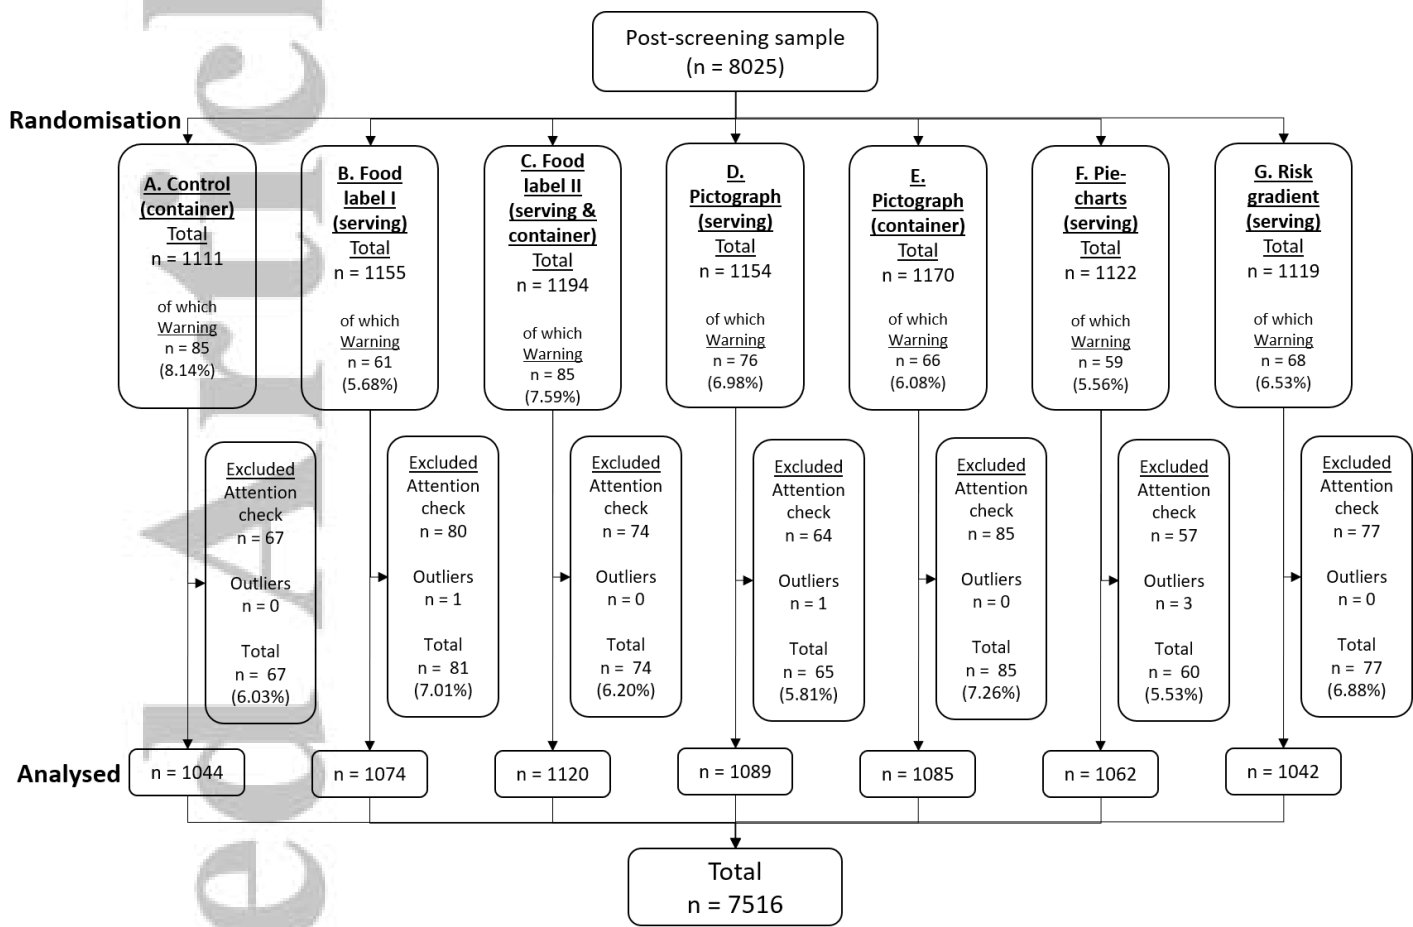 Post-screening sample
(n = 8025)
Randomisation
A. Control
(container)
Total
n = 1111
of which
Warning
n = 85
(8.14%)
B. Food
label I
(serving)
Total
n = 1155
of which
Warning
n = 61
(5.68%)
C. Food
label II
(serving &
container)
Total
n = 1194
of which
Warning
n = 85
(7.59%)
D.
Pictograph
(serving)
Total
n = 1154
of which
Warning
n = 76
(6.98%)
E.
Pictograph
(container)
Total
n = 1170
of which
Warning
n = 66
(6.08%)
F. Pie-
charts
(serving)
Total
n = 1122
of which
Warning
n = 59
(5.56%)
G. Risk
gradient
(serving)
Total
n = 1119
of which
Warning
n = 68
(6.53%)
Excluded
Attention
check
n = 67
Outliers
n = 0
Total
n = 67
(6.03%)
Excluded
Attention
check
n = 80
Outliers
n = 1
Total
n = 81
(7.01%)
Excluded
Attention
check
n = 74
Outliers
n = 0
Total
n = 74
(6.20%)
Excluded
Attention
check
n = 64
Outliers
n = 1
Total
n = 65
(5.81%)
Excluded
Attention
check
n = 85
Outliers
n = 0
Total
n = 85
(7.26%)
Excluded
Attention
check
n = 57
Outliers
n = 3
Total
n = 60
(5.53%)
Excluded
Attention
check
n = 77
Outliers
n = 0
Total
n = 77
(6.88%)
Analysed
n = 1044
n = 1074
n = 1120
n = 1089
n = 1085
n = 1062
n = 1042
Total
n = 7516
ed Articl